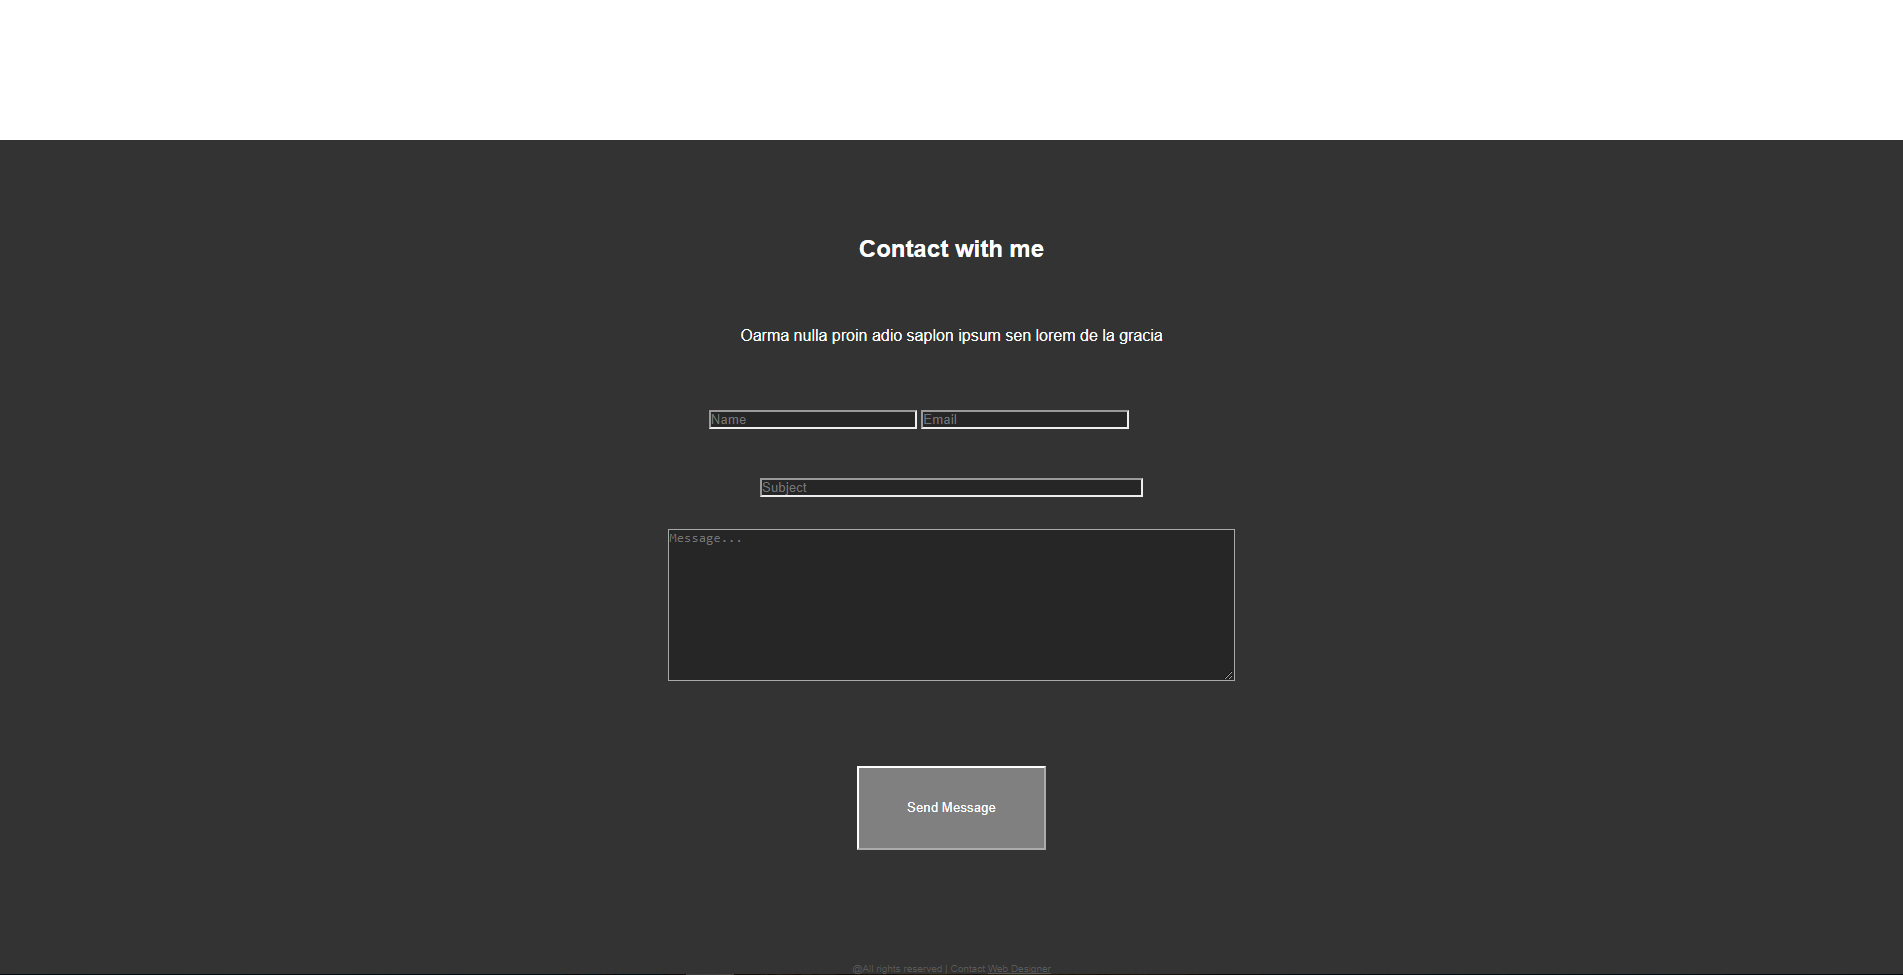 Contact with me
Oarma nulla proin adio saplon ipsum sen lorem de la gracia
Name Email
Subject
Message...
Send Message
@All rights reserved | Contact Web Designer